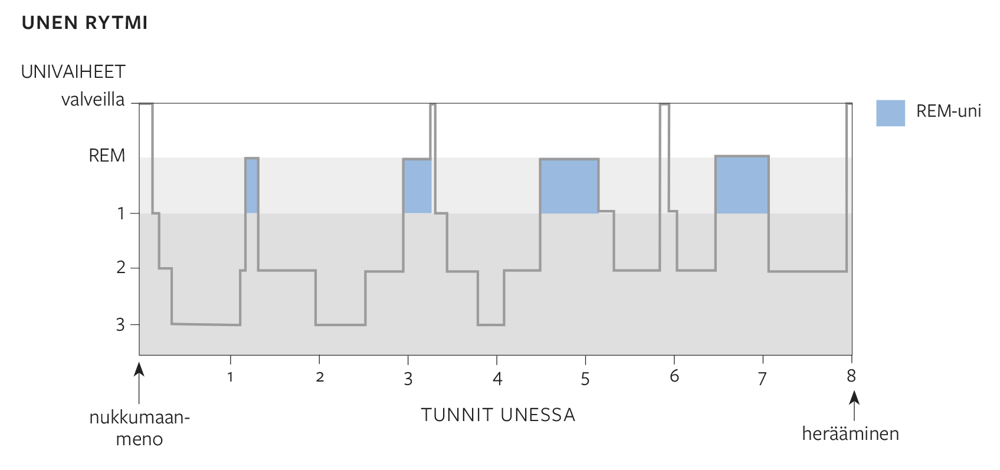 UNEN RYTMI
UNIVAIHEET
valveilla
REM
1
2
3
REM-uni
1 2 3 4 5 6 7 8
TUNNIT UNESSA
nukkumaan-
meno
herääminen